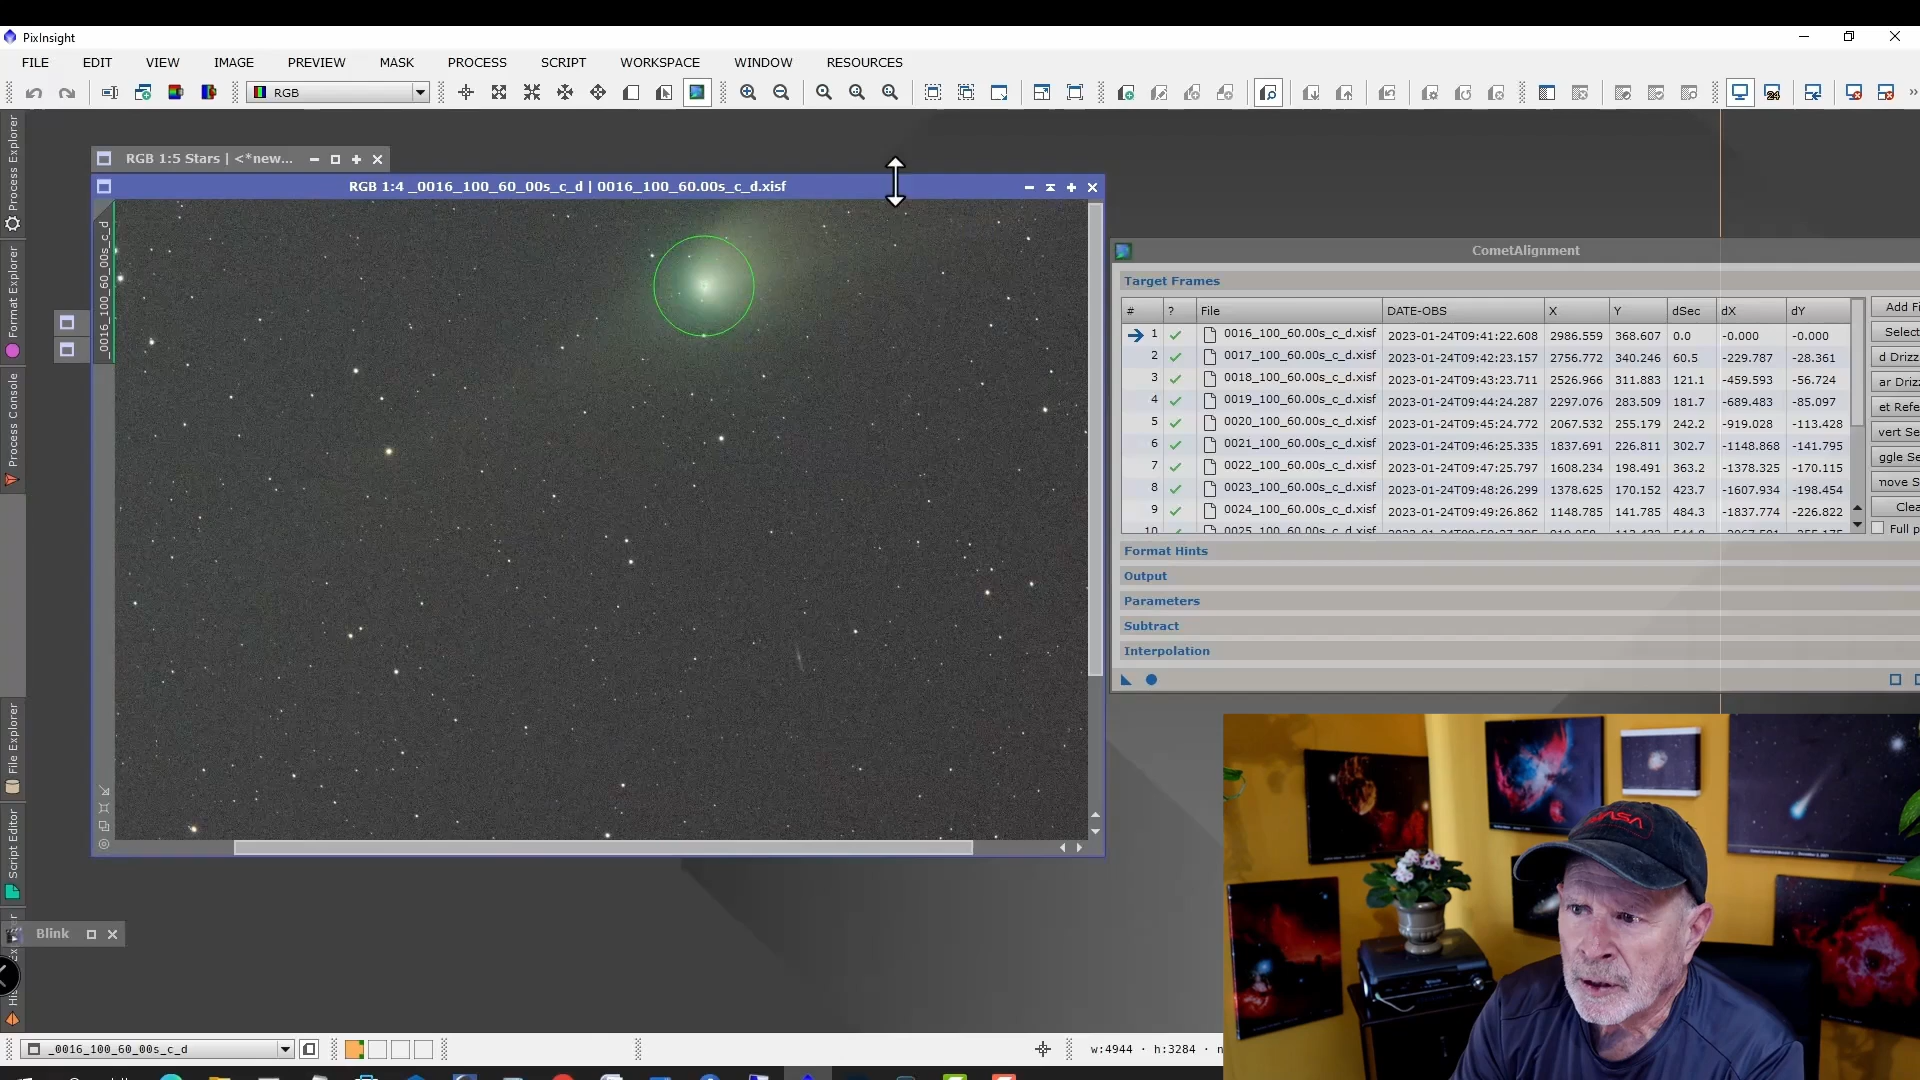 PixInsight
FILE EDIT VIEW IMAGE PREVIEW MASK PROCESS SCRIPT WORKSPACE WINDOW RESOURCES
RGB
24
Process Explorer
Format Explorer
Process Console
File Explorer
Script Editor
RGB 1:5 Stars | <*new...
RGB 1:4 _0016_100_60_00s_c_d | 0016_100_60.00s_c_d.xisf
_0016_100_60_00s_c_d
CometAlignment
Target Frames
# ? File DATE-OBS X Y dSec dX dY
1 0016_100_60.00s_c_d.xisf 2023-01-24T09:41:22.608 2986.559 368.607 0.0 -0.000 -0.000
2 0017_100_60.00s_c_d.xisf 2023-01-24T09:42:23.157 2756.772 340.246 60.5 -229.787 -28.361
3 0018_100_60.00s_c_d.xisf 2023-01-24T09:43:23.711 2526.966 311.883 121.1 -459.593 -56.724
4 0019_100_60.00s_c_d.xisf 2023-01-24T09:44:24.287 2297.076 283.509 181.7 -689.483 -85.097
5 0020_100_60.00s_c_d.xisf 2023-01-24T09:45:24.772 2067.532 255.179 242.2 -919.028 -113.428
6 0021_100_60.00s_c_d.xisf 2023-01-24T09:46:25.335 1837.691 226.811 302.7 -1148.868 -141.795
7 0022_100_60.00s_c_d.xisf 2023-01-24T09:47:25.797 1608.234 198.491 363.2 -1378.325 -170.115
8 0023_100_60.00s_c_d.xisf 2023-01-24T09:48:26.299 1378.625 170.152 423.7 -1607.934 -198.454
9 0024_100_60.00s_c_d.xisf 2023-01-24T09:49:26.862 1148.785 141.785 484.3 -1837.774 -226.822
10 0025_100_60.00s_c_d.xisf
Add Fi
Select
d Drizz
ar Drizz
et Refe
vert Se
ggle Se
move S
Clea
Full p
Format Hints
Output
Parameters
Subtract
Interpolation
Blink
NASA
_0016_100_60_00s_c_d
w:4944 · h:3284 · n